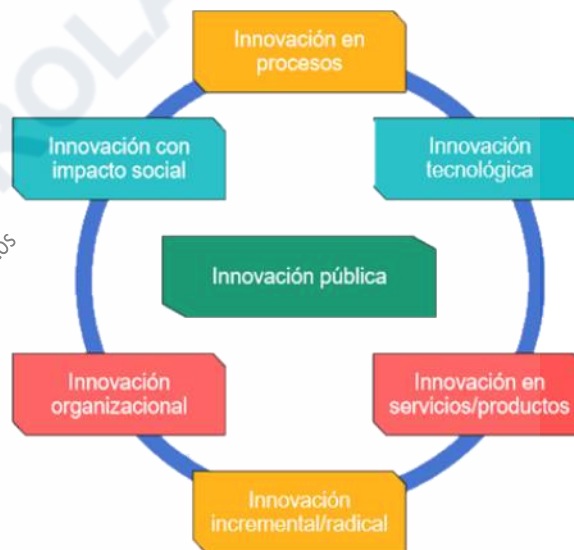 Innovación en
procesos
Innovación con
impacto social
Innovación
tecnológica
Innovación pública
Innovación
organizacional
Innovación en
servicios/productos
Innovación
incremental/radical